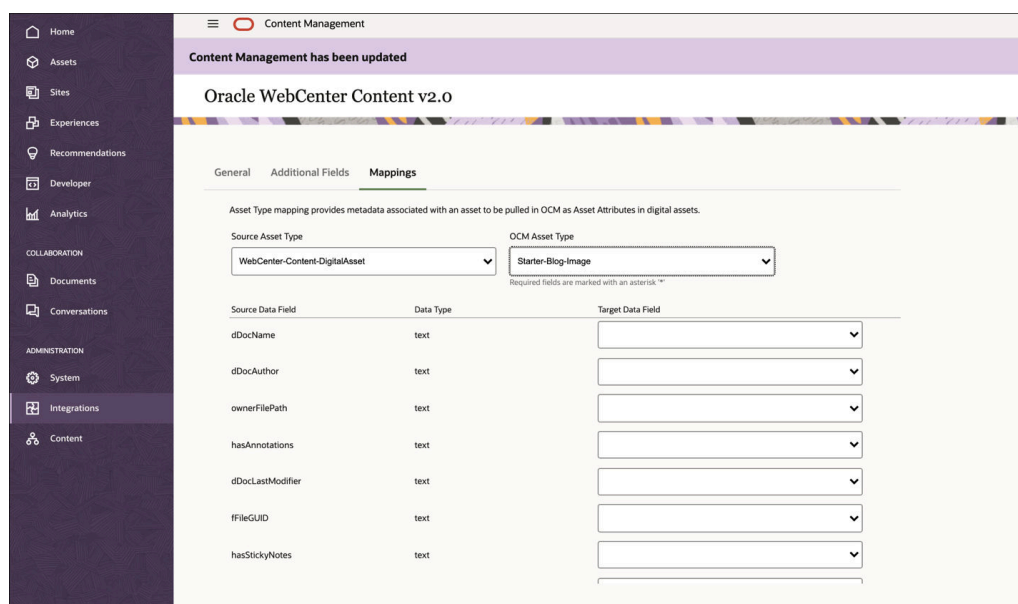 Home
Assets
Sites
Experiences
Recommendations
Developer
Analytics
COLLABORATION
Documents
Conversations
ADMINISTRATION
System
Integrations
Content
Content Management
Content Management has been updated
Oracle WebCenter Content v2.0
General Additional Fields Mappings
Asset Type mapping provides metadata associated with an asset to be pulled in OCM as Asset Attributes in digital assets.
Source Asset Type OCM Asset Type
WebCenter-Content-DigitalAsset Starter-Blog-Image
Required fields are marked with an asterisk '*'
Source Data Field Data Type Target Data Field
dDocName text
dDocAuthor text
ownerFilePath text
hasAnnotations text
dDocLastModifier text
fFileGUID text
hasStickyNotes text